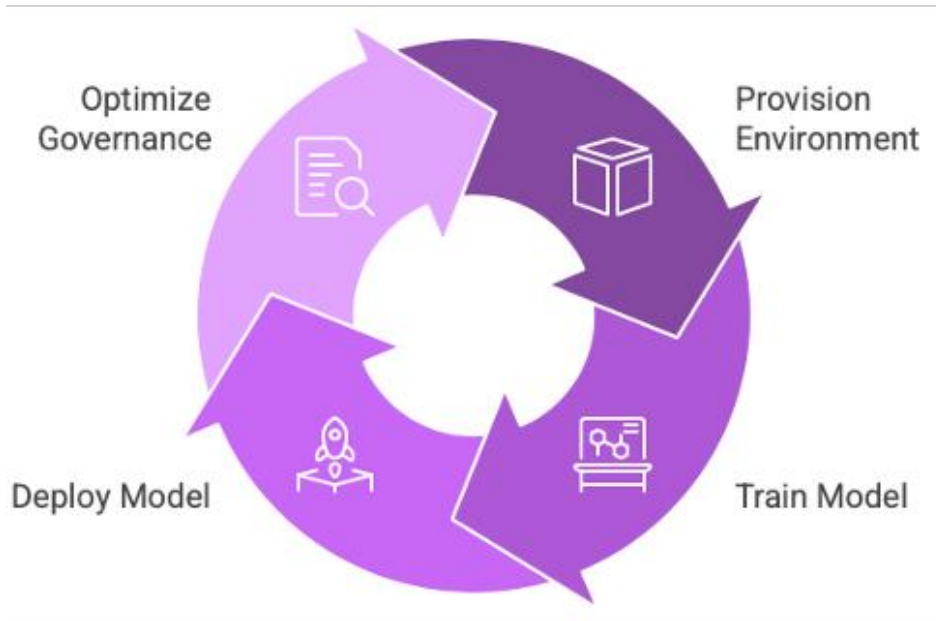 Optimize
Governance
Provision
Environment
Deploy Model
Train Model